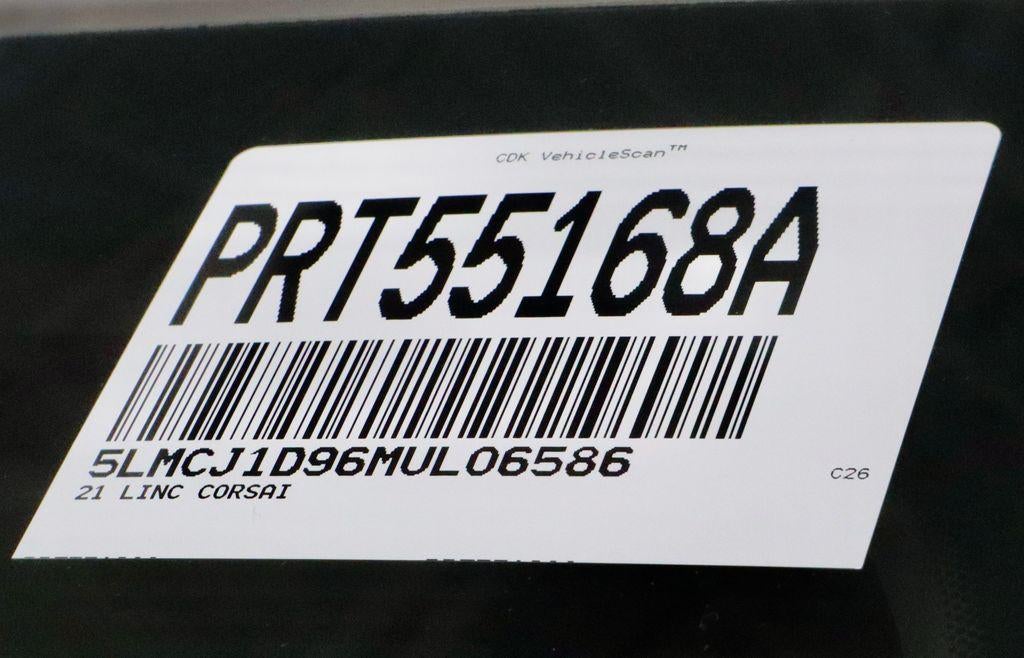 CDK VehicleScan™
PRT55168A
5LMCJ1D96MUL06586
21 LINC CORSAI
C26